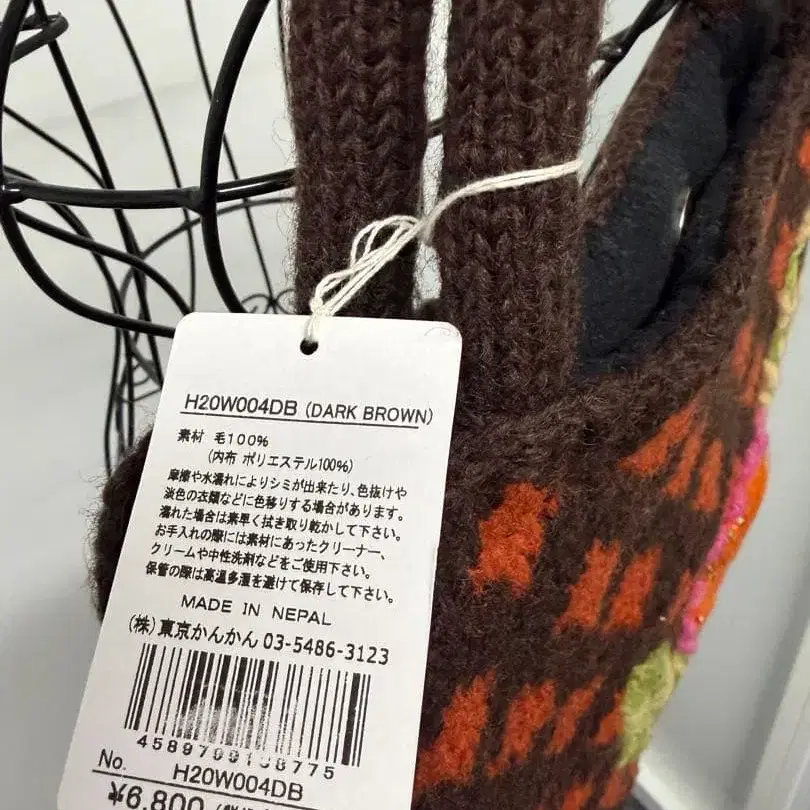 H20W004DB (DARK BROWN)
素材 毛100%
(内布 ポリエステル100%)
摩擦や水濡れによりシミが出来たり、色抜けや
淡色の衣類などに色移りする場合があります。
濡れた場合は素早く拭き取り乾かして下さい。
お手入れの際には素材にあったクリーナー、
クリームや中性洗剤などをご使用下さい。
保管の際は高温多湿を避けて保存して下さい。
MADE IN NEPAL
(株)東京かんかん 03-5486-3123
No. H20W004DB
¥6,800